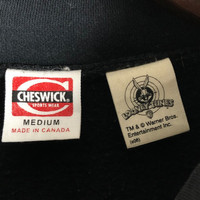 CHESWICK
SPORTS WEAR
MEDIUM
MADE IN CANADA
LOONEY TUNES
TM & © Warner Bros.
Entertainment Inc.